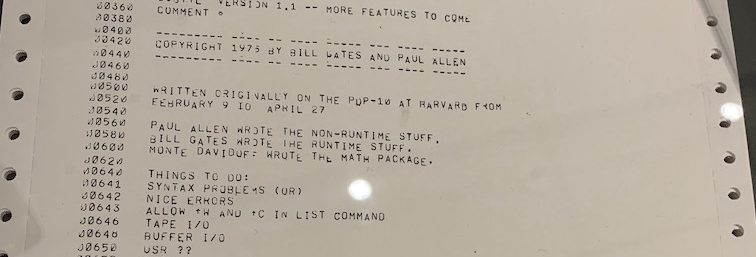 00360 VERSION 1.1 -- MORE FEATURES TO COME
00380 COMMENT *
00400 --------- ---- -- ---- ----- --- ---- -----
00420 COPYRIGHT 1975 BY BILL GATES AND PAUL ALLEN
00440 --------- ---- -- ---- ----- --- ---- -----
00460
00480
00500 WRITTEN ORIGINALLY ON THE PDP-10 AT HARVARD FROM
00520 FEBRUARY 9 TO APRIL 27
00540
00560 PAUL ALLEN WROTE THE NON-RUNTIME STUFF.
00580 BILL GATES WROTE THE RUNTIME STUFF.
00600 MONTE DAVIDOFF WROTE THE MATH PACKAGE.
00620
00640 THINGS TO DO:
00641 SYNTAX PROBLEMS (OR)
00642 NICE ERRORS
00643 ALLOW ^W AND ^C IN LIST COMMAND
00646 TAPE I/O
00648 BUFFER I/O
00650 USR ??